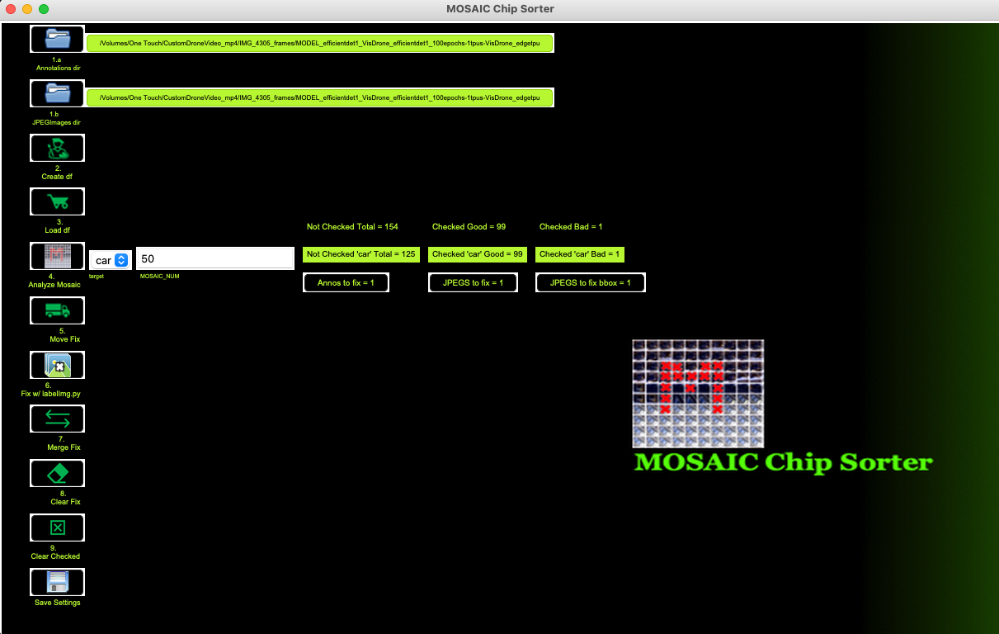 MOSAIC Chip Sorter
/Volumes/One Touch/CustomDroneVideo_mp4/IMG_4305_frames/MODEL_efficientdet1_VisDrone_efficientdet1_100epochs-1tpus-VisDrone_edgetpu
1.a
Annotations dir
/Volumes/One Touch/CustomDroneVideo_mp4/IMG_4305_frames/MODEL_efficientdet1_VisDrone_efficientdet1_100epochs-1tpus-VisDrone_edgetpu
1.b
JPEGImages dir
2.
Create df
3.
Load df
Not Checked Total = 154
Checked Good = 99
Checked Bad = 1
car
50
Not Checked 'car' Total = 125
Checked 'car' Good = 99
Checked 'car' Bad = 1
4.
Analyze Mosaic
target
MOSAIC_NUM
Annos to fix = 1
JPEGS to fix = 1
JPEGS to fix bbox = 1
5.
Move Fix
6.
Fix w/ labelImg.py
7.
Merge Fix
MOSAIC Chip Sorter
8.
Clear Fix
9.
Clear Checked
Save Settings